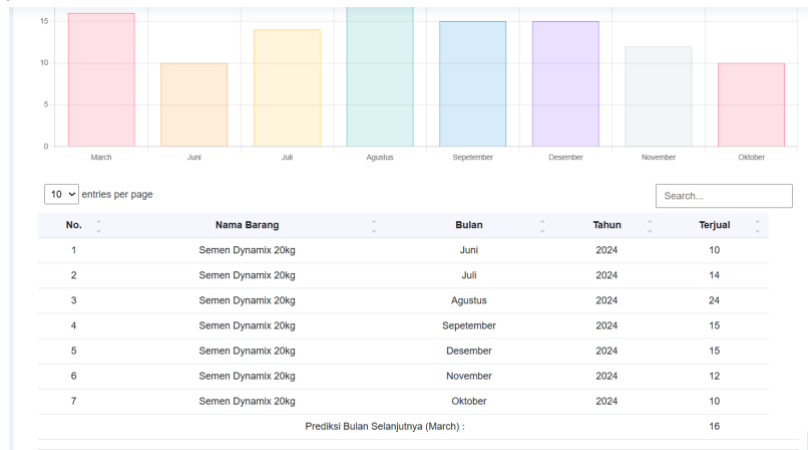 15
10
5
0
March Juni Juli Agustus Sepetember Desember November Oktober
10 entries per page Search...
No. Nama Barang Bulan Tahun Terjual
1 Semen Dynamix 20kg Juni 2024 10
2 Semen Dynamix 20kg Juli 2024 14
3 Semen Dynamix 20kg Agustus 2024 24
4 Semen Dynamix 20kg Sepetember 2024 15
5 Semen Dynamix 20kg Desember 2024 15
6 Semen Dynamix 20kg November 2024 12
7 Semen Dynamix 20kg Oktober 2024 10
Prediksi Bulan Selanjutnya (March) : 16